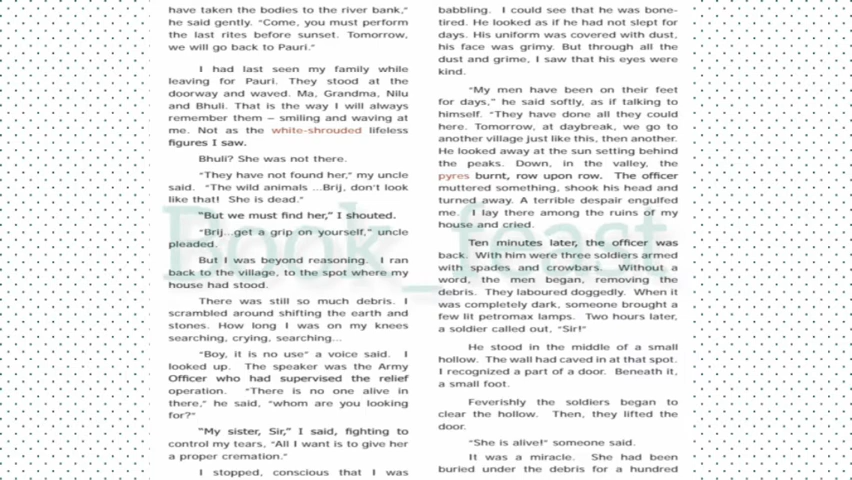 have taken the bodies to the river bank,"
he said gently. "Come, you must perform
the last rites before sunset. Tomorrow,
we will go back to Pauri."
I had last seen my family while
leaving for Pauri. They stood at the
doorway and waved. Ma, Grandma, Nilu
and Bhuli. That is the way I will always
remember them – smiling and waving at
me. Not as the white-shrouded lifeless
figures I saw.
Bhuli? She was not there.
"They have not found her," my uncle
said. "The wild animals ...Brij, don't look
like that! She is dead."
"But we must find her," I shouted.
"Brij...get a grip on yourself," uncle
pleaded.
But I was beyond reasoning. I ran
back to the village, to the spot where my
house had stood.
There was still so much debris. I
scrambled around shifting the earth and
stones. How long I was on my knees
searching, crying, searching...
"Boy, it is no use" a voice said. I
looked up. The speaker was the Army
Officer who had supervised the relief
operation. "There is no one alive in
there," he said, "whom are you looking
for?"
"My sister, Sir," I said, fighting to
control my tears, "All I want is to give her
a proper cremation."
I stopped, conscious that I was
babbling. I could see that he was bone-
tired. He looked as if he had not slept for
days. His uniform was covered with dust,
his face was grimy. But through all the
dust and grime, I saw that his eyes were
kind.
"My men have been on their feet
for days," he said softly, as if talking to
himself. "They have done all they could
here. Tomorrow, at daybreak, we go to
another village just like this, then another.
He looked away at the sun setting behind
the peaks. Down, in the valley, the
pyres burnt, row upon row. The officer
muttered something, shook his head and
turned away. A terrible despair engulfed
me. I lay there among the ruins of my
house and cried.
Ten minutes later, the officer was
back. With him were three soldiers armed
with spades and crowbars. Without a
word, the men began, removing the
debris. They laboured doggedly. When it
was completely dark, someone brought a
few lit petromax lamps. Two hours later,
a soldier called out, "Sir!"
He stood in the middle of a small
hollow. The wall had caved in at that spot.
I recognized a part of a door. Beneath it,
a small foot.
Feverishly the soldiers began to
clear the hollow. Then, they lifted the
door.
"She is alive!" someone said.
It was a miracle. She had been
buried under the debris for a hundred
Book_feast